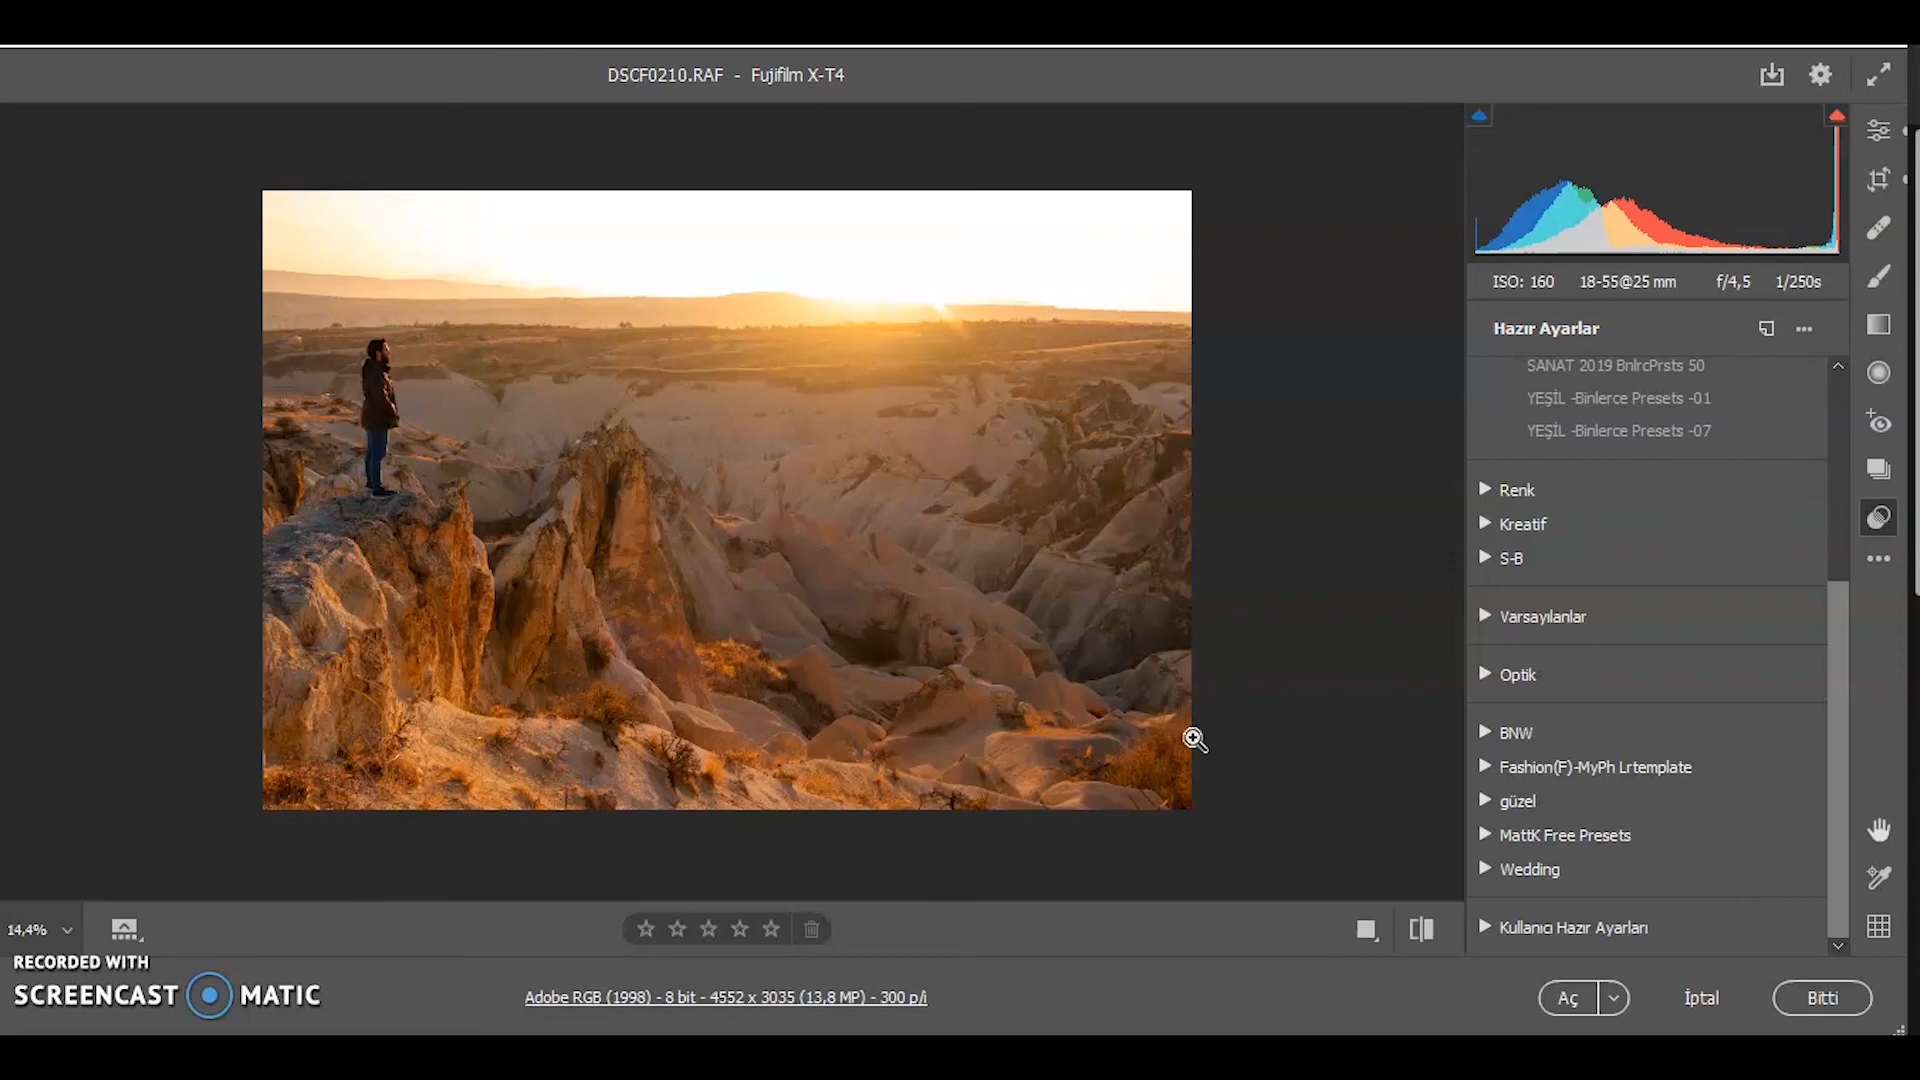 DSCF0210.RAF - Fujifilm X-T4
ISO: 160 18-55@25 mm f/4,5 1/250s
Hazır Ayarlar
SANAT 2019 BnlrcPrsts 50
YEŞİL -Binlerce Presets -01
YEŞİL -Binlerce Presets -07
Renk
Kreatif
S-B
Varsayılanlar
Optik
BNW
Fashion(F)-MyPh Lrtemplate
güzel
MattK Free Presets
Wedding
Kullanıcı Hazır Ayarları
14,4%
RECORDED WITH
SCREENCAST MATIC
Adobe RGB (1998) - 8 bit - 4552 x 3035 (13,8 MP) - 300 p/i
Aç İptal Bitti